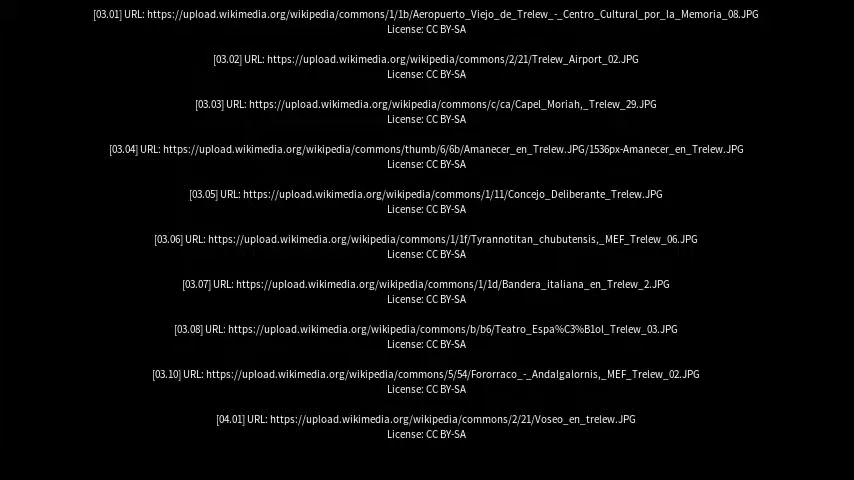 [03.01] URL: https://upload.wikimedia.org/wikipedia/commons/1/1b/Aeropuerto_Viejo_de_Trelew_-_Centro_Cultural_por_la_Memoria_08.JPG
License: CC BY-SA
[03.02] URL: https://upload.wikimedia.org/wikipedia/commons/2/21/Trelew_Airport_02.JPG
License: CC BY-SA
[03.03] URL: https://upload.wikimedia.org/wikipedia/commons/c/ca/Capel_Moriah,_Trelew_29.JPG
License: CC BY-SA
[03.04] URL: https://upload.wikimedia.org/wikipedia/commons/thumb/6/6b/Amanecer_en_Trelew.JPG/1536px-Amanecer_en_Trelew.JPG
License: CC BY-SA
[03.05] URL: https://upload.wikimedia.org/wikipedia/commons/1/11/Concejo_Deliberante_Trelew.JPG
License: CC BY-SA
[03.06] URL: https://upload.wikimedia.org/wikipedia/commons/1/1f/Tyrannotitan_chubutensis,_MEF_Trelew_06.JPG
License: CC BY-SA
[03.07] URL: https://upload.wikimedia.org/wikipedia/commons/1/1d/Bandera_italiana_en_Trelew_2.JPG
License: CC BY-SA
[03.08] URL: https://upload.wikimedia.org/wikipedia/commons/b/b6/Teatro_Espa%C3%B1ol_Trelew_03.JPG
License: CC BY-SA
[03.10] URL: https://upload.wikimedia.org/wikipedia/commons/5/54/Fororraco_-_Andalgalornis,_MEF_Trelew_02.JPG
License: CC BY-SA
[04.01] URL: https://upload.wikimedia.org/wikipedia/commons/2/21/Voseo_en_trelew.JPG
License: CC BY-SA